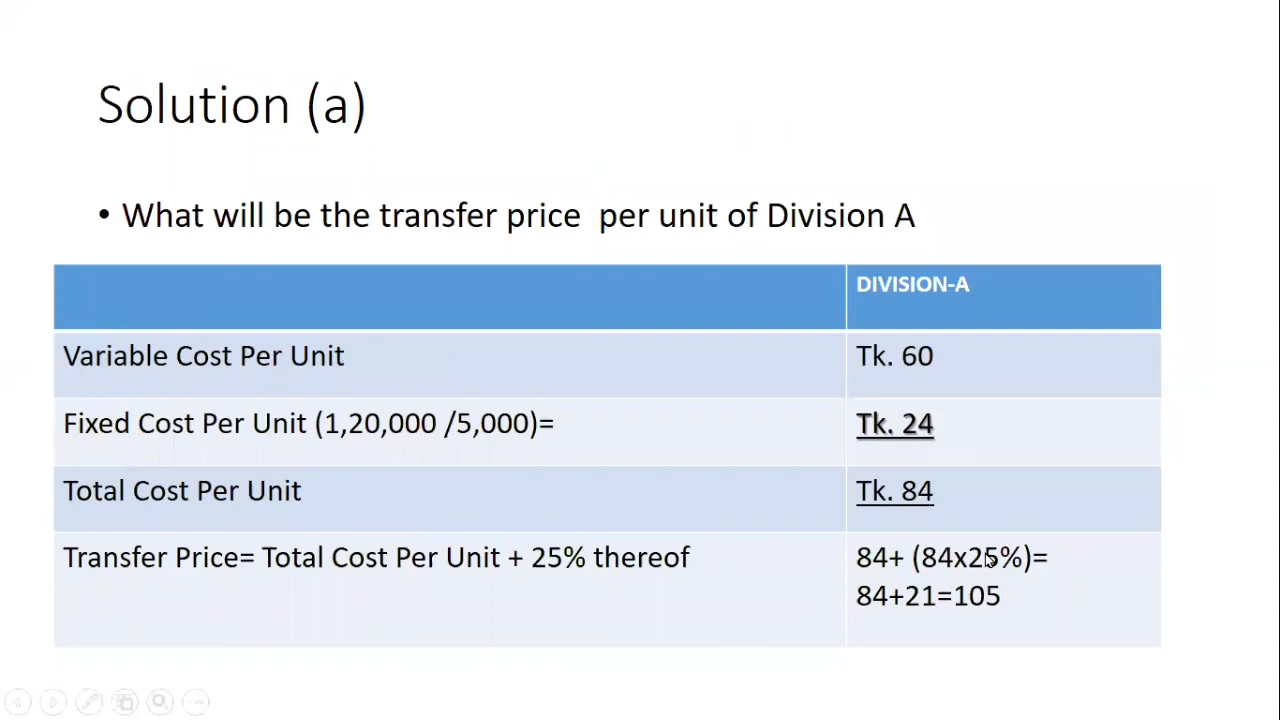 Solution (a)
• What will be the transfer price per unit of Division A
DIVISION-A
Variable Cost Per Unit Tk. 60
Fixed Cost Per Unit (1,20,000 /5,000)= Tk. 24
Total Cost Per Unit Tk. 84
Transfer Price= Total Cost Per Unit + 25% thereof 84+ (84x25%)=
84+21=105